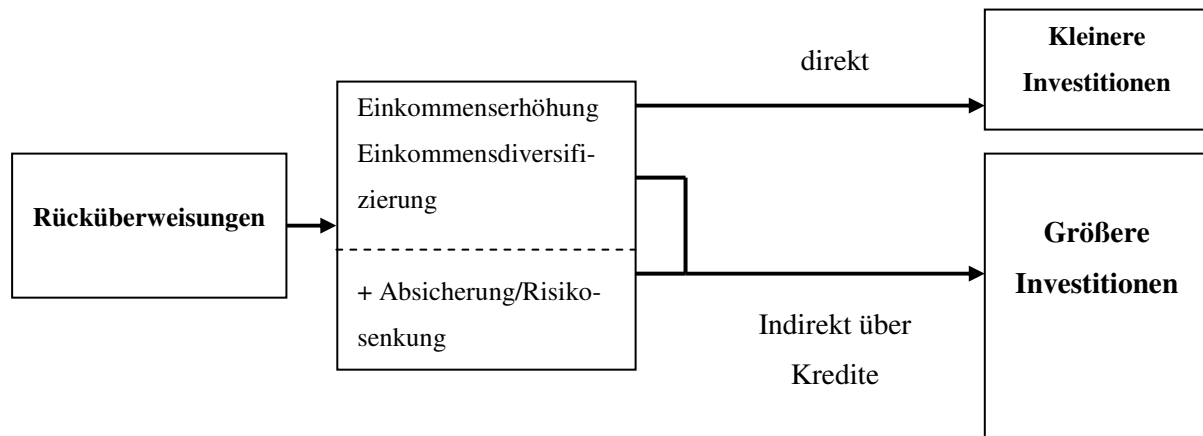 Rücküberweisungen
Einkommenserhöhung
Einkommensdiversifi-
zierung
+ Absicherung/Risiko-
senkung
direkt
Kleinere
Investitionen
Größere
Investitionen
Indirekt über
Kredite